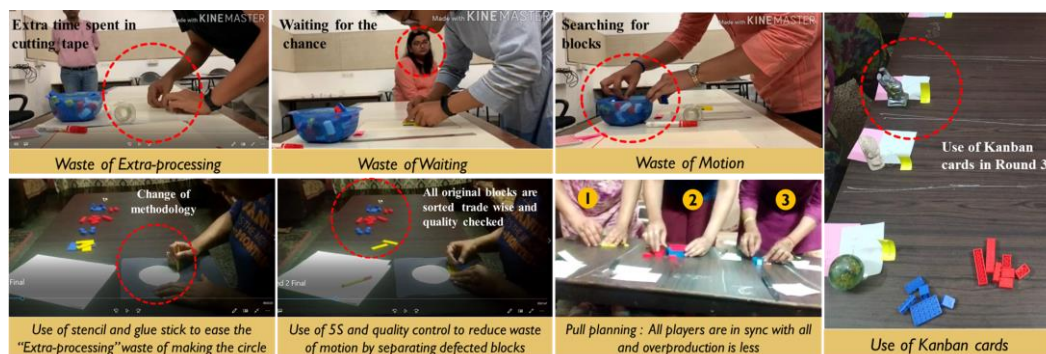 Made with KINEMASTER
Extra time spent in
cutting tape
Waste of Extra-processing
Made with KINEMASTER
Waiting for the
chance
Waste of Waiting
Made with KINEMASTER
Searching for
blocks
Waste of Motion
Change of
methodology
Final
Use of stencil and glue stick to ease the
"Extra-processing" waste of making the circle
All original blocks are
sorted trade wise and
quality checked
d 2 Final
Use of 5S and quality control to reduce waste
of motion by separating defected blocks
1
2
3
Pull planning : All players are in sync with all
and overproduction is less
Use of Kanban
cards in Round 3
Use of Kanban cards